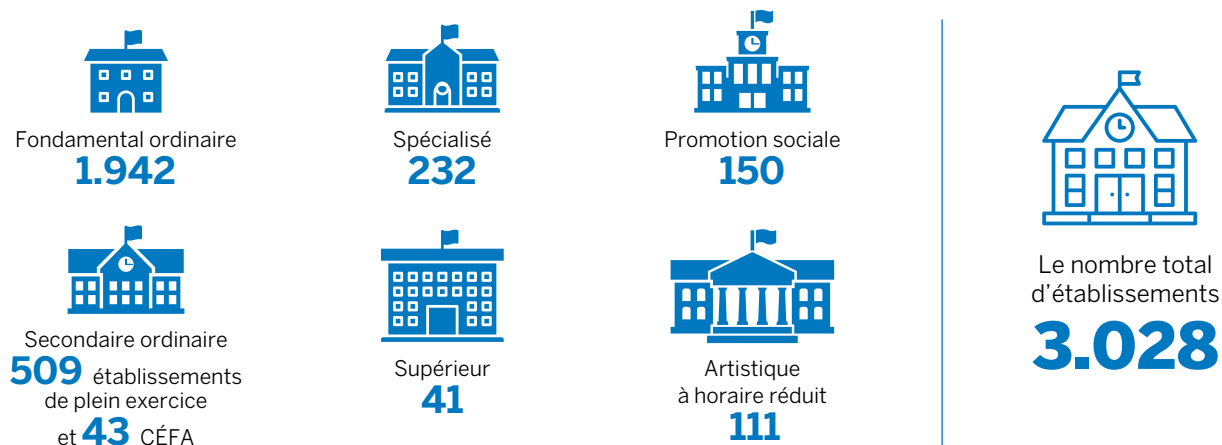 Fondamental ordinaire
1.942
Spécialisé
232
Promotion sociale
150
Secondaire ordinaire
509 établissements
de plein exercice
et 43 CÉFA
Supérieur
41
Artistique
à horaire réduit
111
Le nombre total
d'établissements
3.028